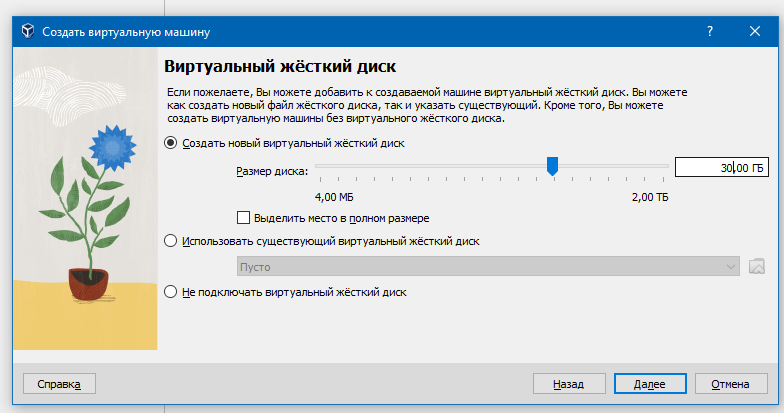 Создать виртуальную машину
Виртуальный жёсткий диск
Если пожелаете, Вы можете добавить к создаваемой машине виртуальный жёсткий диск. Вы можете
как создать новый файл жёсткого диска, так и указать существующий. Кроме того, Вы можете
создать виртуальную машины без виртуального жёсткого диска.
Создать новый виртуальный жёсткий диск
Размер диска:
30,00 ГБ
4,00 МБ
2,00 ТБ
Выделить место в полном размере
Использовать существующий виртуальный жёсткий диск
Пусто
Не подключать виртуальный жёсткий диск
Справка
Назад
Далее
Отмена